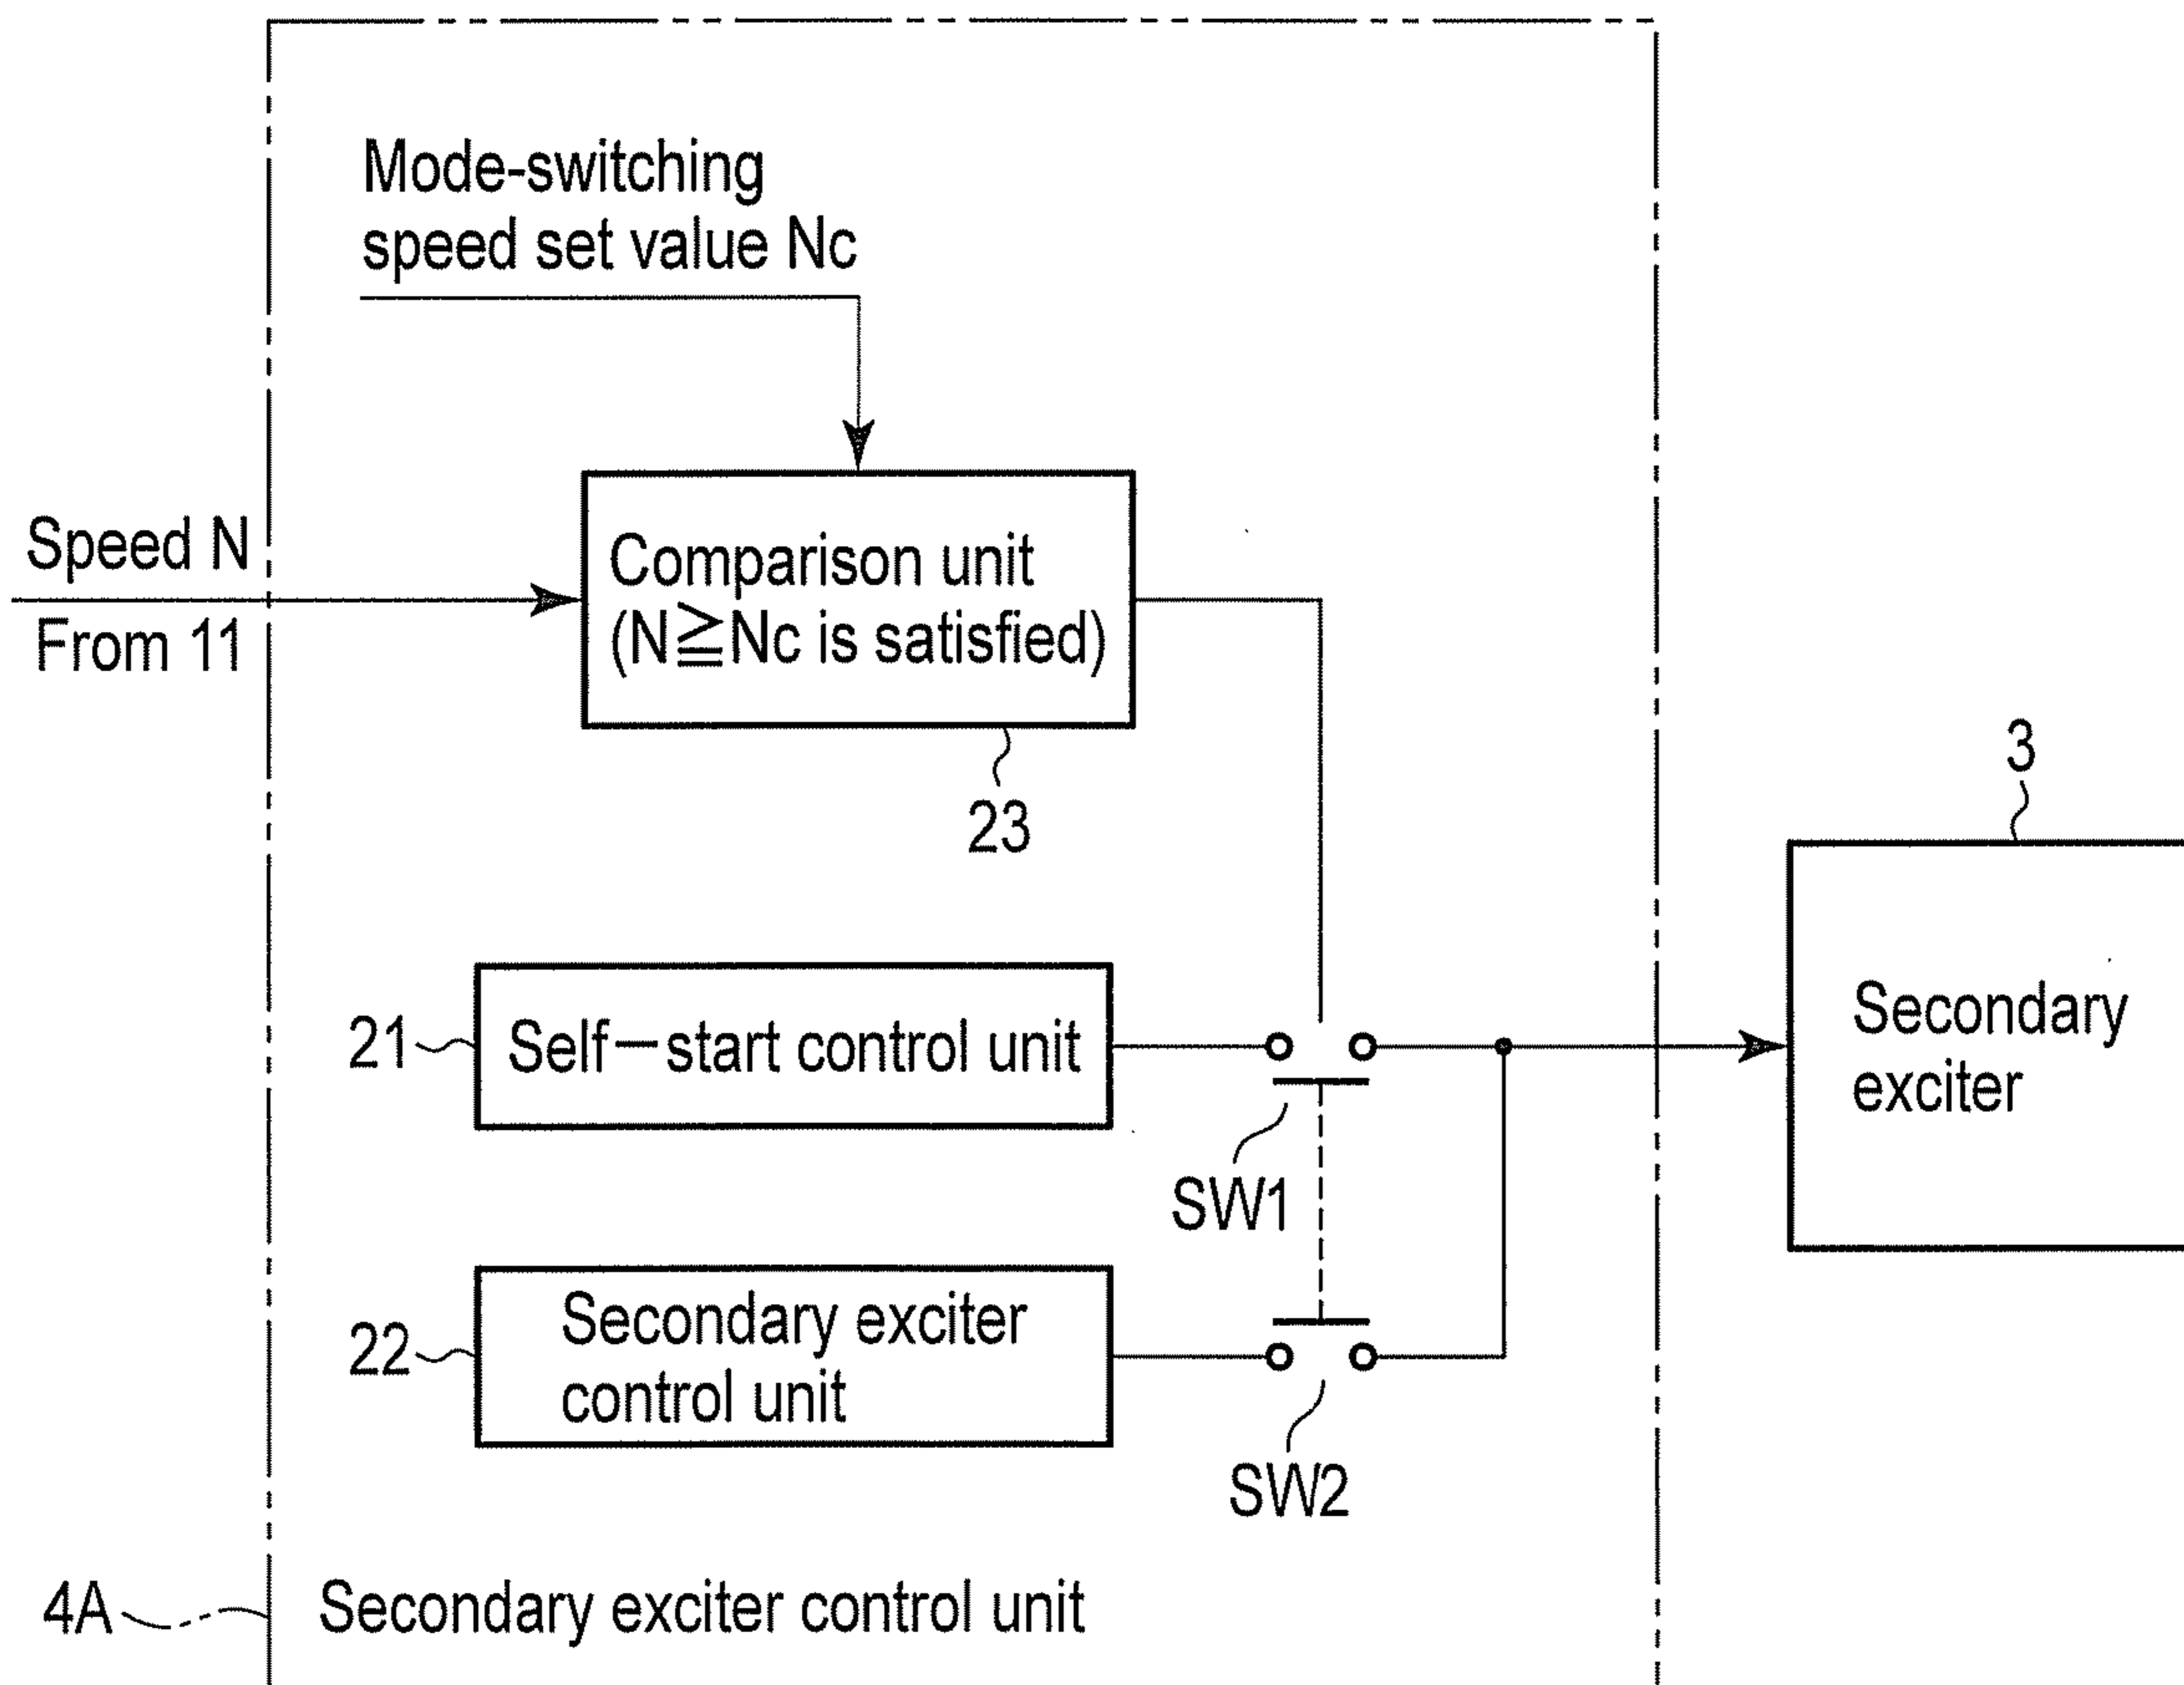 Mode-switching
speed set value Nc
Speed N
From 11
Comparison unit
(N≧Nc is satisfied)
23
3
21
Self-start control unit
Secondary
exciter
SW1
22
Secondary exciter
control unit
SW2
4A
Secondary exciter control unit